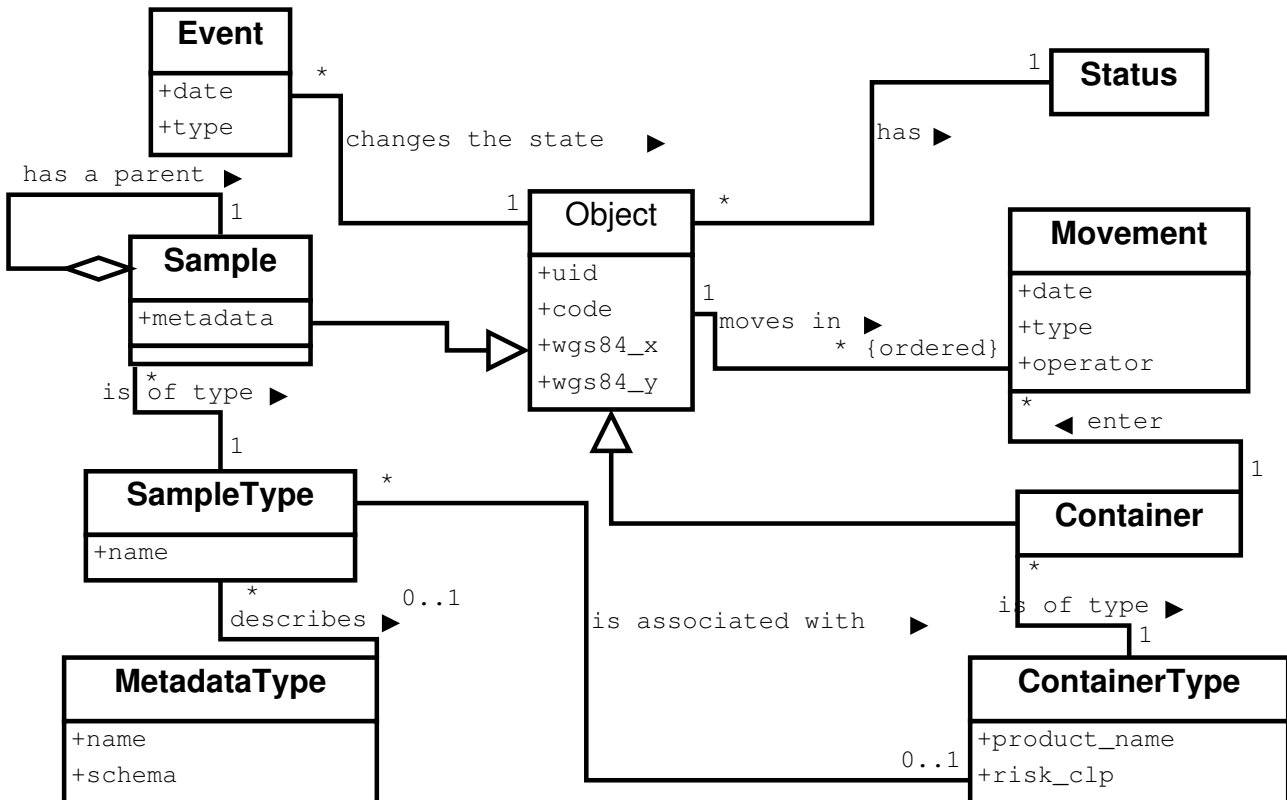 Event
+date
+type
*
changes the state
1
Status
1
has
*
has a parent
1
Sample
+metadata
Object
+uid
+code
+wgs84_x
+wgs84_y
1
moves in
* {ordered}
Movement
+date
+type
+operator
*
enter
1
*
is of type
1
SampleType
+name
*
Container
*
is of type
1
*
describes
0..1
is associated with
MetadataType
+name
+schema
ContainerType
+product_name
+risk_clp
0..1